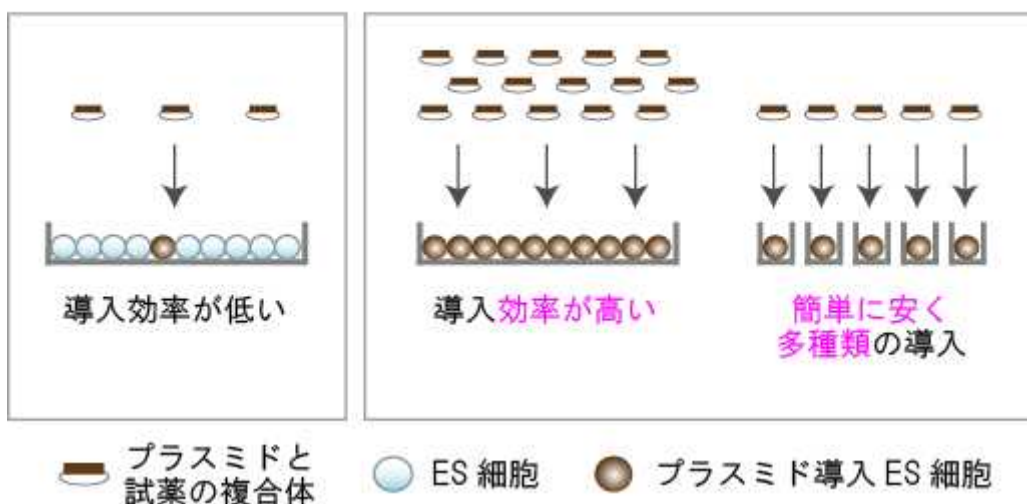 導入効率が低い
導入効率が高い
簡単に安く
多種類の導入
プラスミドと
試薬の複合体
ES 細胞
プラスミド導入 ES 細胞